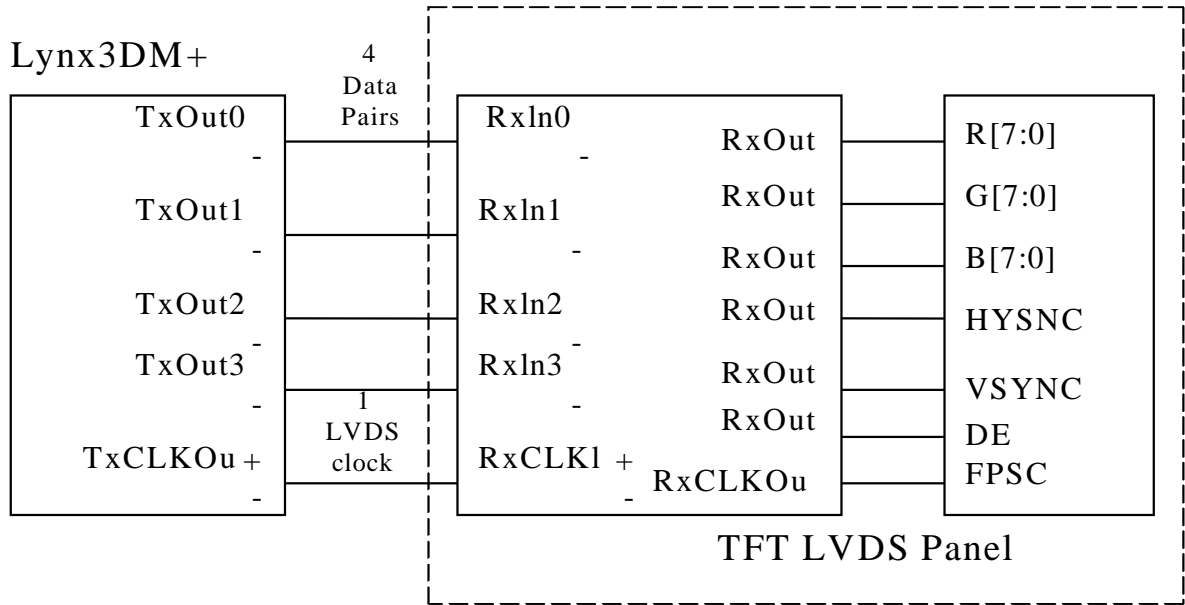 Lynx3DM+
4
Data
Pairs
TxOut0
-
TxOut1
-
TxOut2
-
TxOut3
-
TxCLKOu +
-
1
LVDS
clock
Rxln0
-
Rxln1
-
Rxln2
-
Rxln3
-
RxCLKl +
-
RxOut
RxOut
RxOut
RxOut
RxOut
RxOut
RxCLKOu
R[7:0]
G[7:0]
B[7:0]
HYSNC
VSYNC
DE
FPSC
TFT LVDS Panel